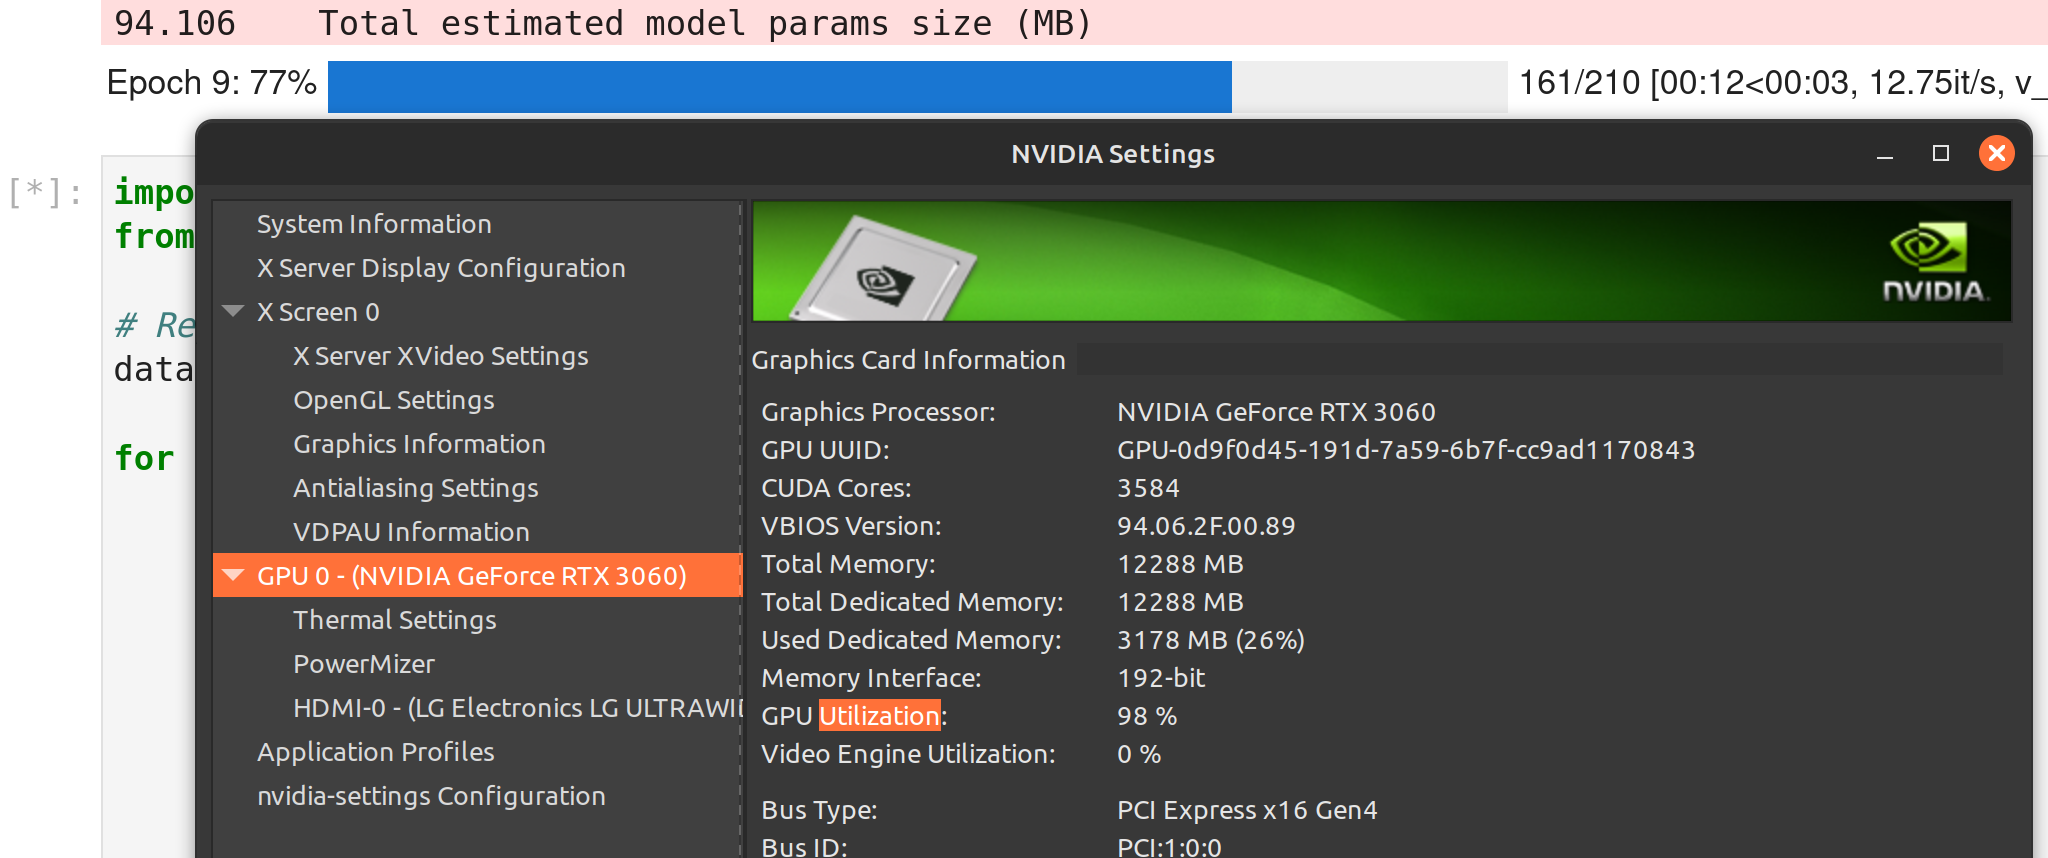 94.106 Total estimated model params size (MB)
Epoch 9: 77% 161/210 [00:12<00:03, 12.75it/s, v_
NVIDIA Settings
[*]: impo
from
# Re
data
for
System Information
X Server Display Configuration
X Screen 0
X Server XVideo Settings
OpenGL Settings
Graphics Information
Antialiasing Settings
VDPAU Information
GPU 0 - (NVIDIA GeForce RTX 3060)
Thermal Settings
PowerMizer
HDMI-0 - (LG Electronics LG ULTRAWID
Application Profiles
nvidia-settings Configuration
NVIDIA.
Graphics Card Information
Graphics Processor: NVIDIA GeForce RTX 3060
GPU UUID: GPU-0d9f0d45-191d-7a59-6b7f-cc9ad1170843
CUDA Cores: 3584
VBIOS Version: 94.06.2F.00.89
Total Memory: 12288 MB
Total Dedicated Memory: 12288 MB
Used Dedicated Memory: 3178 MB (26%)
Memory Interface: 192-bit
GPU Utilization: 98 %
Video Engine Utilization: 0 %
Bus Type: PCI Express x16 Gen4
Bus ID: PCI:1:0:0